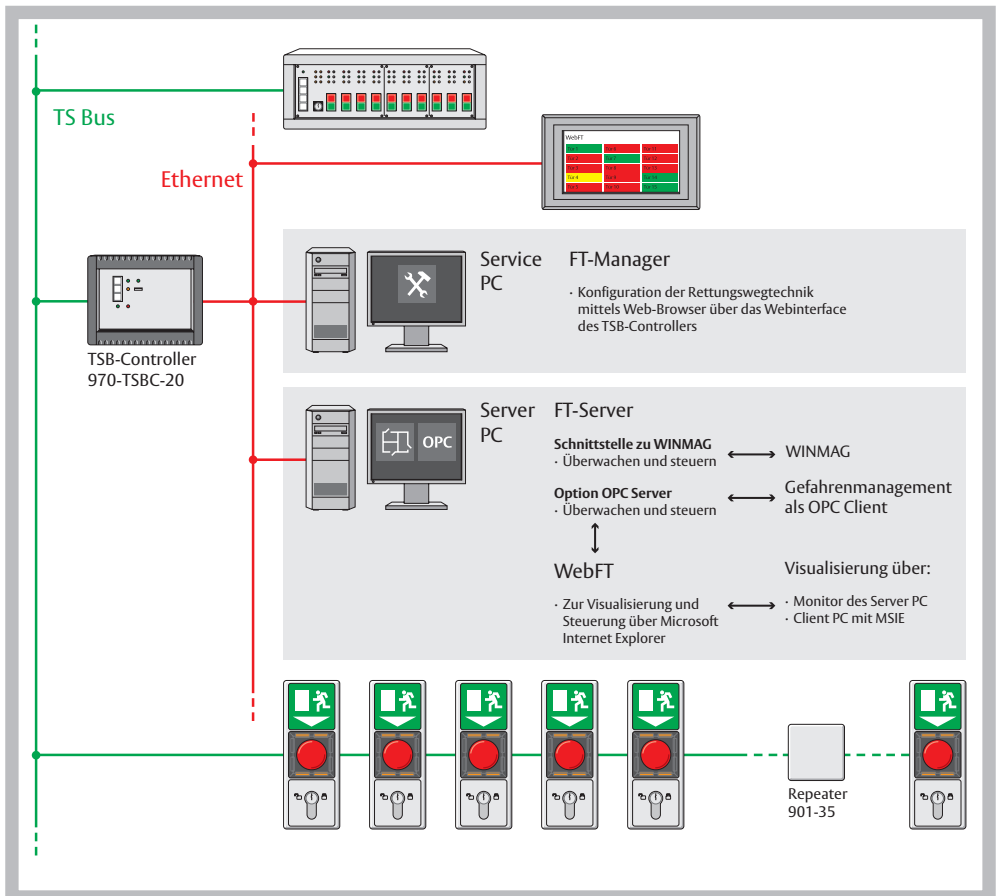 TS Bus
Ethernet
WebFT
Tür 4
TSB-Controller
970-TSBC-20
Service
PC
FT-Manager
· Konfiguration der Rettungswegtechnik
mittels Web-Browser über das Webinterface
des TSB-Controllers
Server
PC
OPC
FT-Server
Schnittstelle zu WINMAG
· Überwachen und steuern
WINMAG
Option OPC Server
· Überwachen und steuern
Gefahrenmanagement
als OPC Client
WebFT
· Zur Visualisierung und
Steuerung über Microsoft
Internet Explorer
Visualisierung über:
· Monitor des Server PC
· Client PC mit MSIE
Repeater
901-35